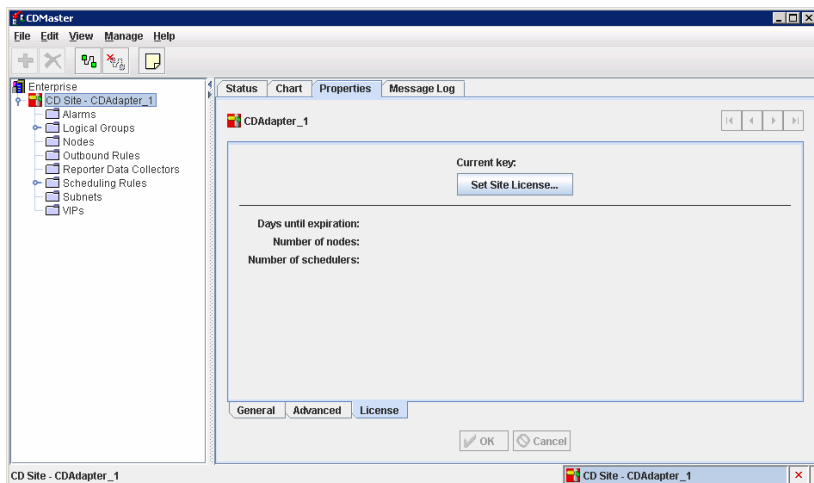 CDMaster
File Edit View Manage Help
Enterprise
CD Site - CDAdapter_1
Alarms
Logical Groups
Nodes
Outbound Rules
Reporter Data Collectors
Scheduling Rules
Subnets
VIPs
Status Chart Properties Message Log
CDAdapter_1
Current key:
Set Site License...
Days until expiration:
Number of nodes:
Number of schedulers:
General Advanced License
OK Cancel
CD Site - CDAdapter_1
CD Site - CDAdapter_1